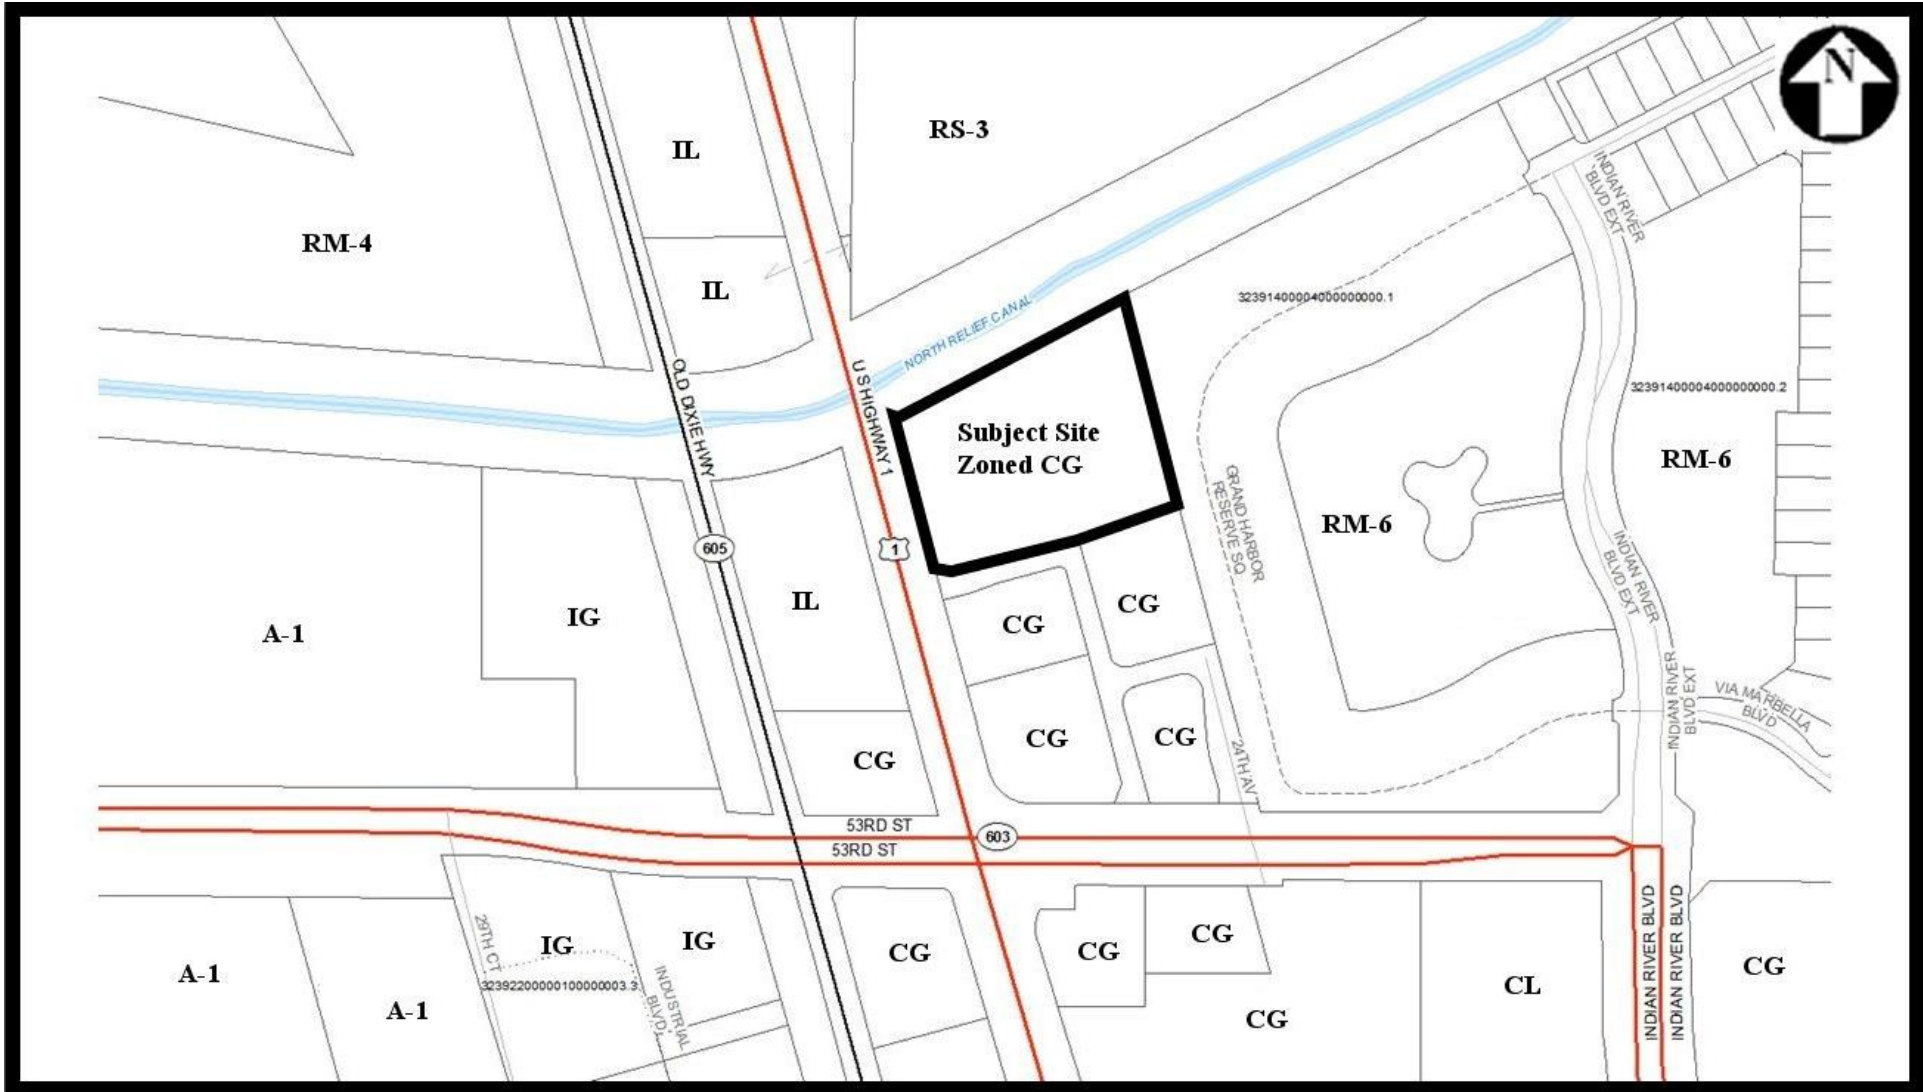 N
RS-3
IL
INDIAN RIVER
BLVD EXT
RM-4
IL
32391400004000000000.1
NORTH RELIEF CANAL
OLD DIXIE HWY
U S HIGHWAY 1
32391400004000000000.2
Subject Site
Zoned CG
RM-6
GRAND HARBOR
RESERVE SQ
RM-6
605
1
INDIAN RIVER
BLVD EXT
IL
CG
CG
IG
A-1
INDIAN RIVER
BLVD EXT
VIA MARBELLA
BLVD
CG
CG
CG
24TH AV
53RD ST
603
53RD ST
29TH CT
IG
IG
CG
CG
CG
INDIAN RIVER BLVD
INDIAN RIVER BLVD
A-1
CL
CG
32392200000100000003.3
INDUSTRIAL
BLVD
A-1
CG